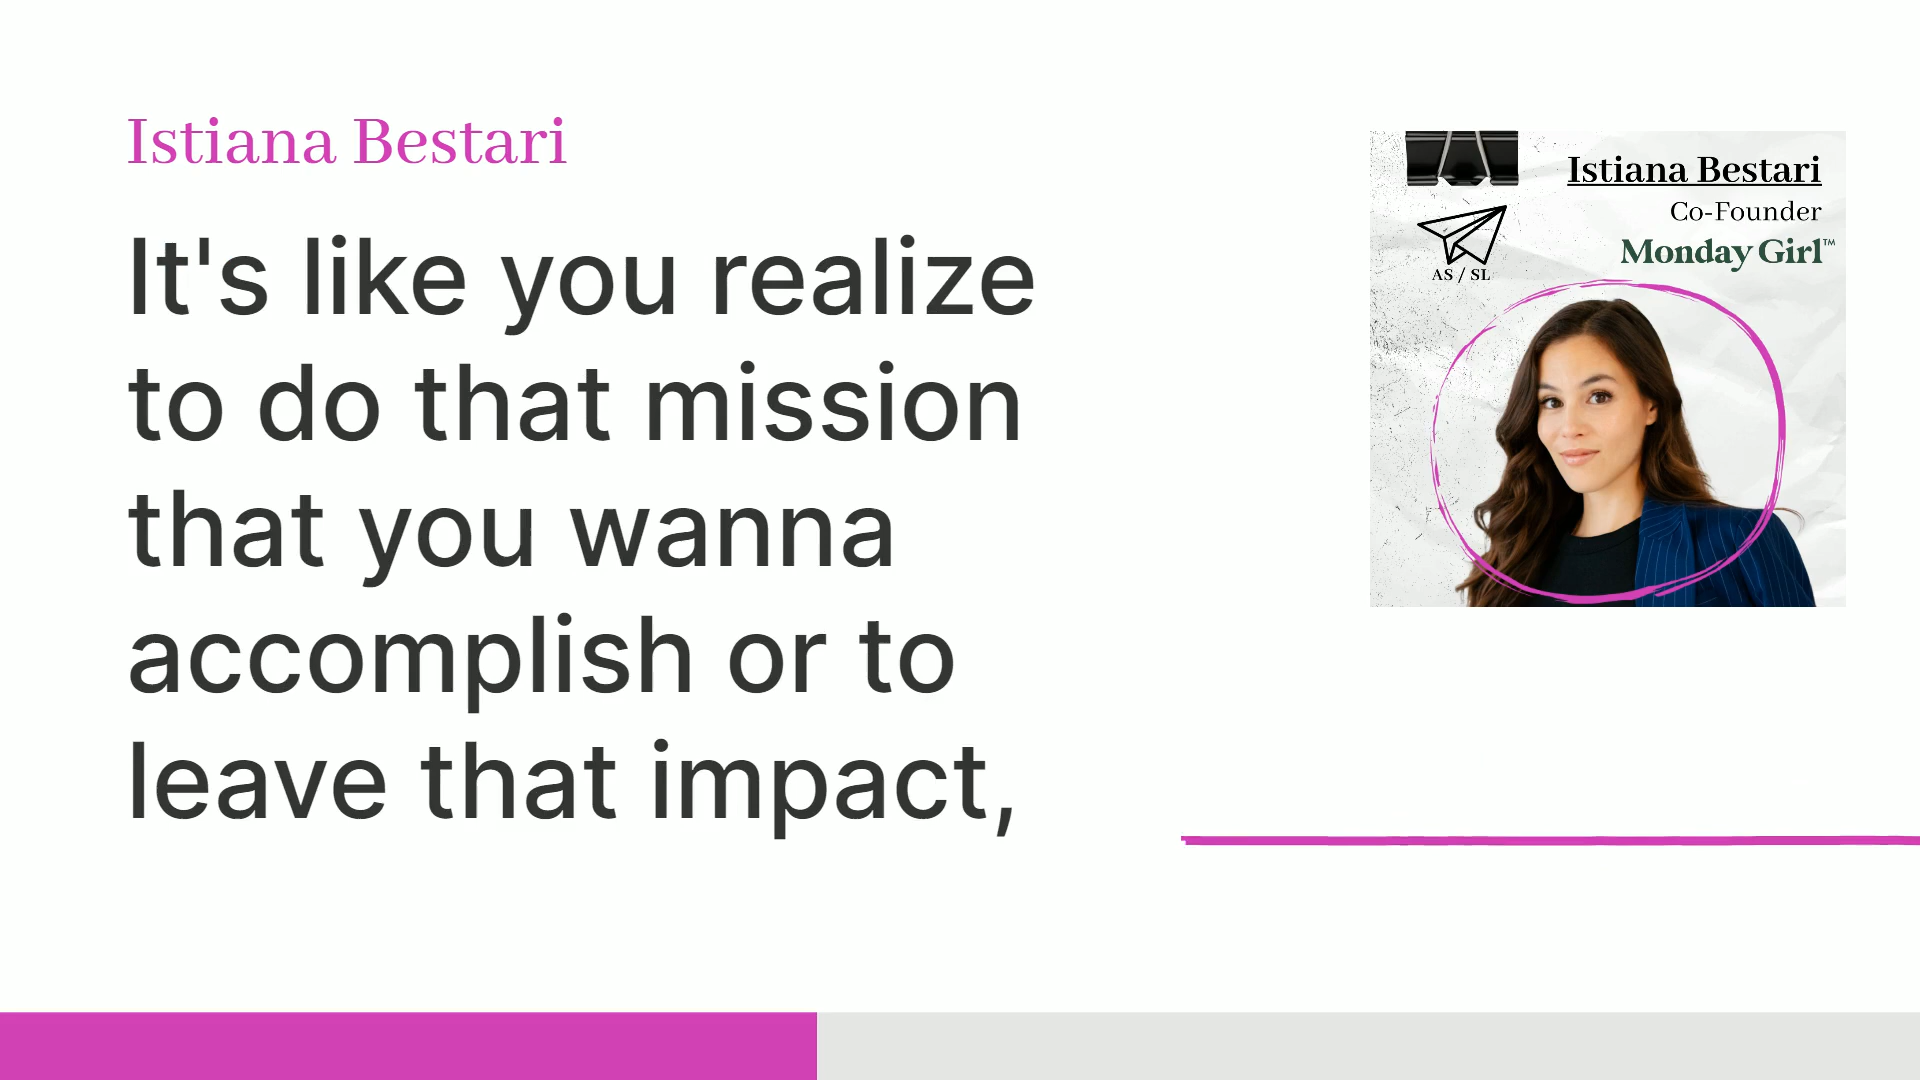 Istiana Bestari
It's like you realize
to do that mission
that you wanna
accomplish or to
leave that impact,
Istiana Bestari
Co-Founder
Monday Girl™
AS / SL